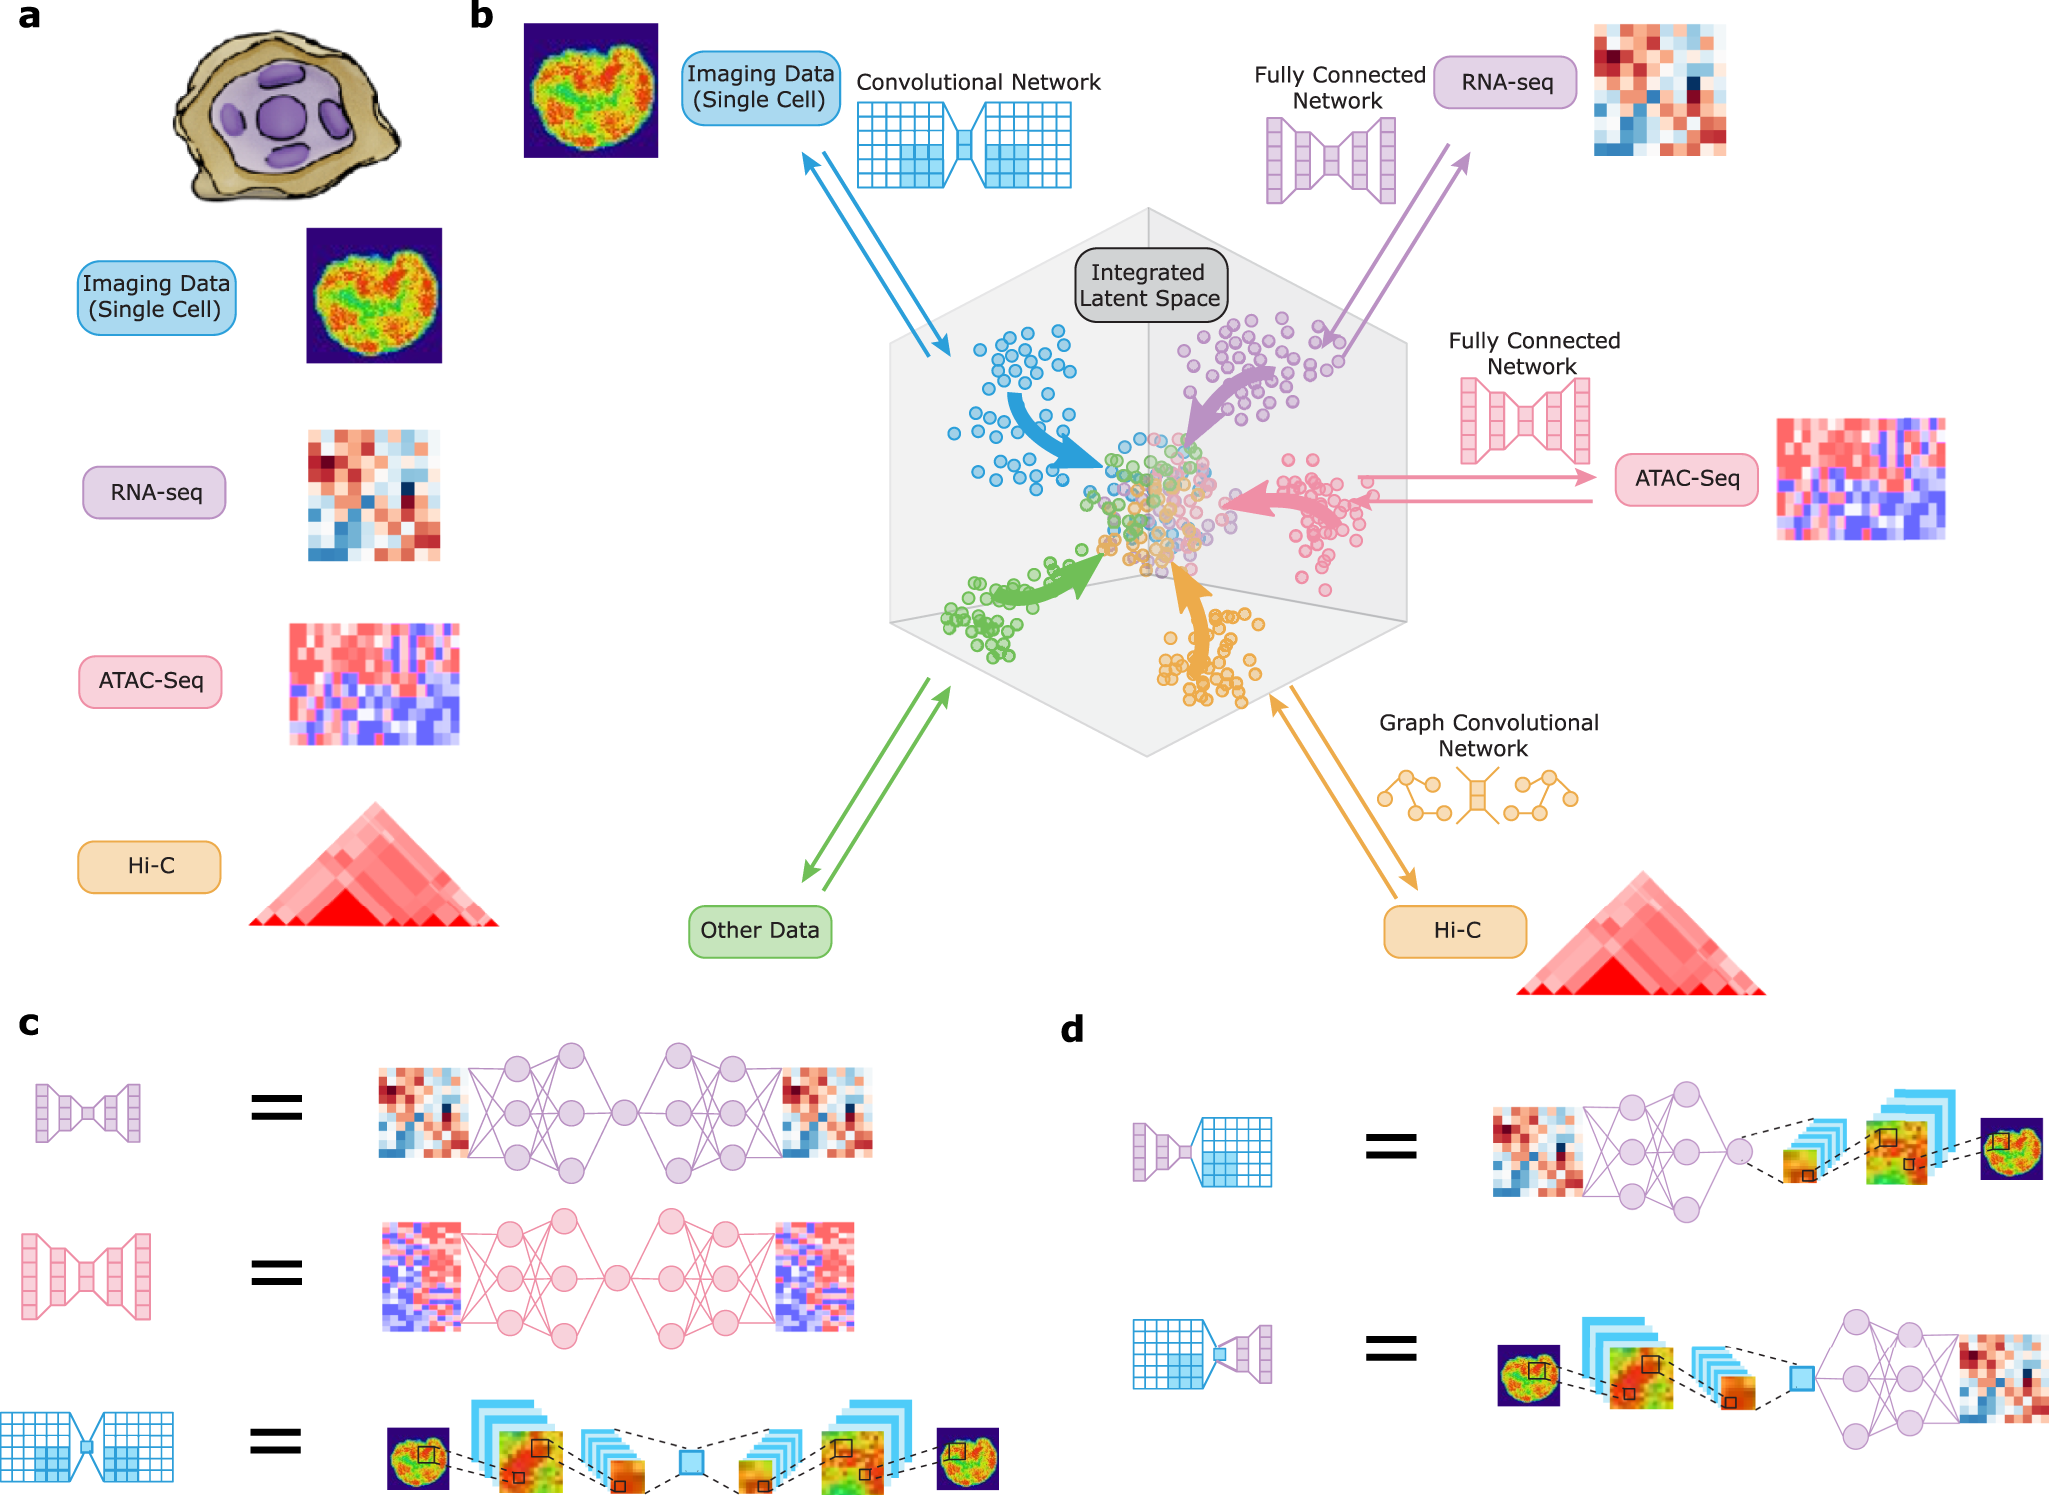 a
Imaging Data
(Single Cell)
RNA-seq
ATAC-Seq
Hi-C
b
Imaging Data
(Single Cell)
Convolutional Network
Fully Connected
Network
RNA-seq
Integrated
Latent Space
Fully Connected
Network
ATAC-Seq
Graph Convolutional
Network
Other Data
Hi-C
c
=
=
=
d
=
=